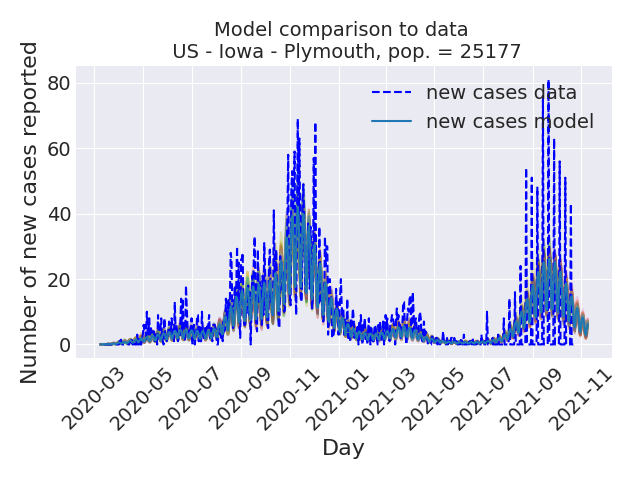 Model comparison to data
US - Iowa - Plymouth, pop. = 25177
new cases data
new cases model
Number of new cases reported
80
60
40
20
0
2020-03
2020-05
2020-07
2020-09
2020-11
2021-01
2021-03
2021-05
2021-07
2021-09
2021-11
Day